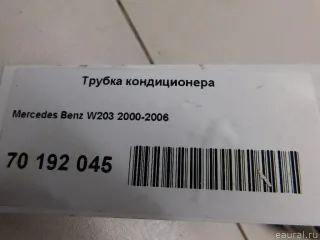 Трубка кондиционера
Mercedes Benz W203 2000-2006
70 192 045
eaural.ru